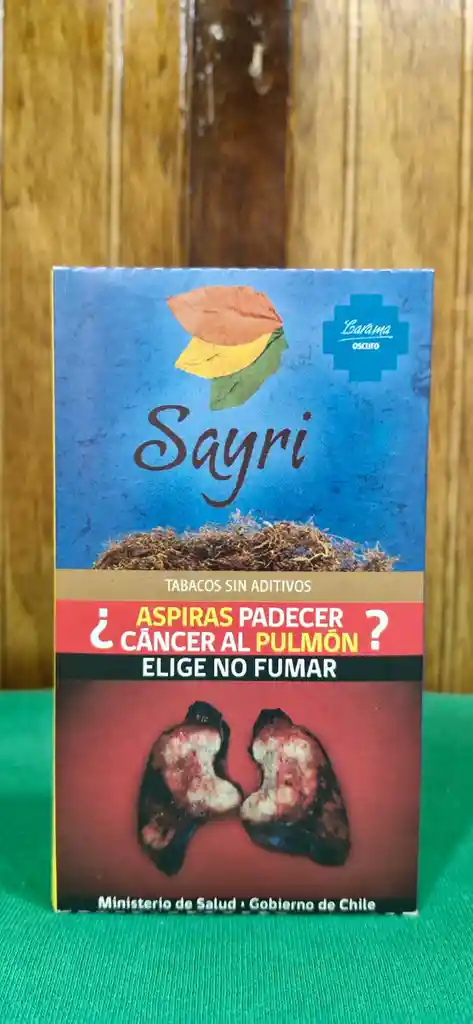 Larama
OSCURO
Sayri
TABACOS SIN ADITIVOS
¿ ASPIRAS PADECER
CÁNCER AL PULMÓN ?
ELIGE NO FUMAR
Ministerio de Salud • Gobierno de Chile